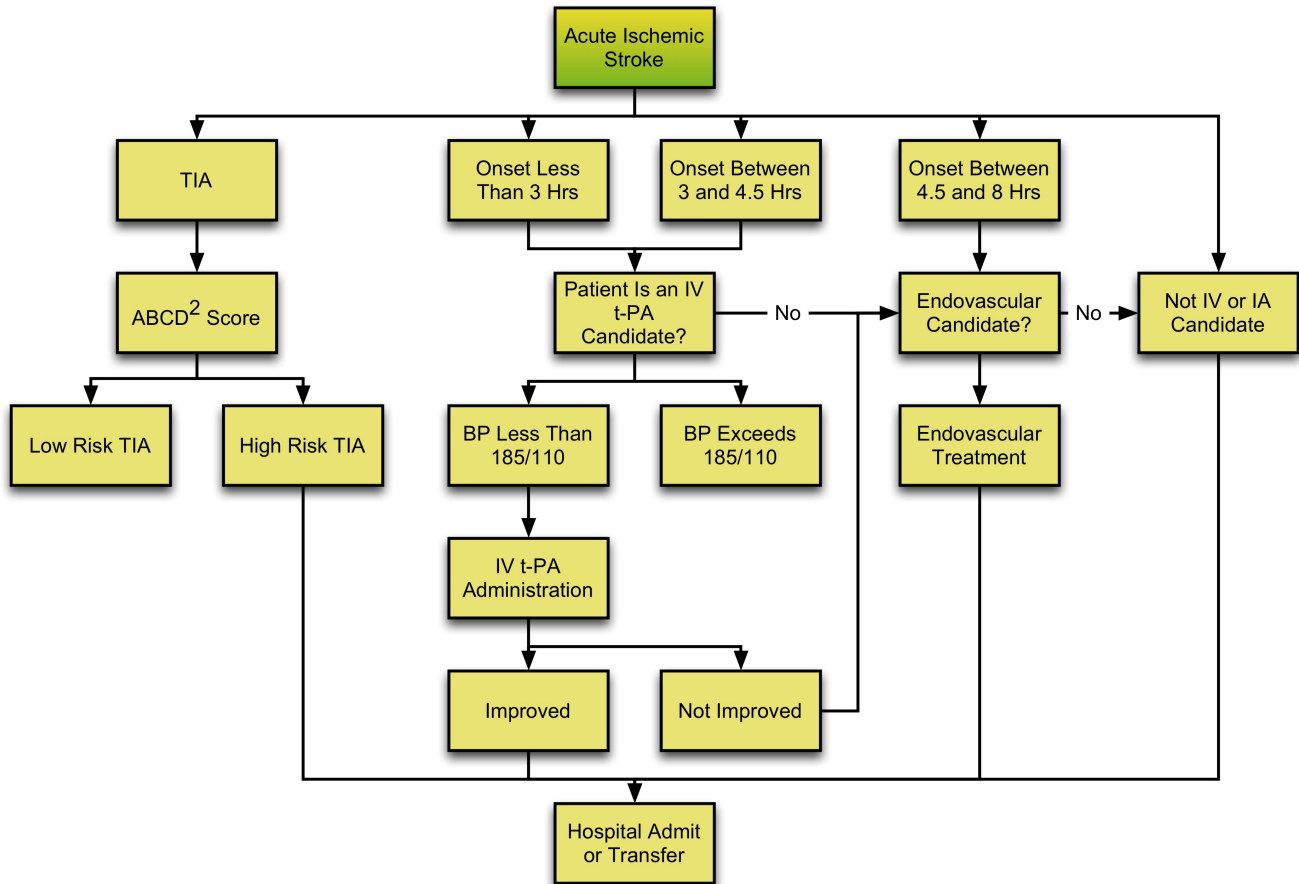 Acute Ischemic
Stroke
TIA
Onset Less
Than 3 Hrs
Onset Between
3 and 4.5 Hrs
Onset Between
4.5 and 8 Hrs
ABCD² Score
Patient Is an IV
t-PA
Candidate?
No
Endovascular
Candidate?
No
Not IV or IA
Candidate
Low Risk TIA
High Risk TIA
BP Less Than
185/110
BP Exceeds
185/110
Endovascular
Treatment
IV t-PA
Administration
Improved
Not Improved
Hospital Admit
or Transfer